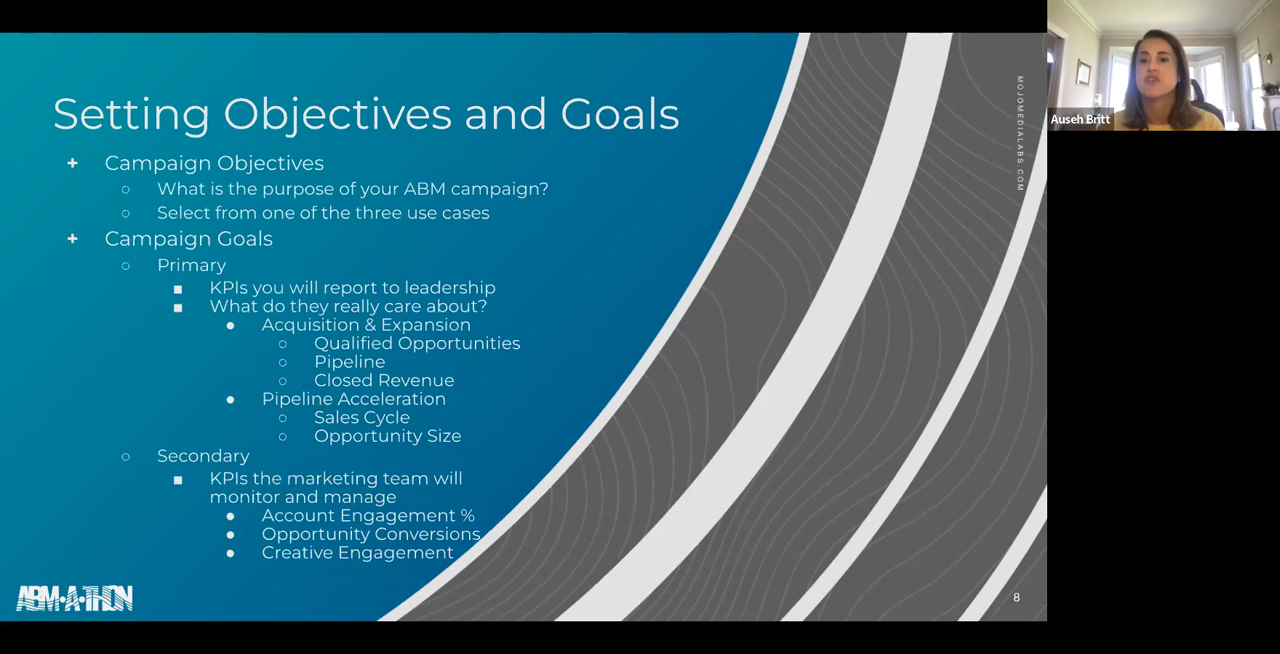 Setting Objectives and Goals
+ Campaign Objectives
○ What is the purpose of your ABM campaign?
○ Select from one of the three use cases
+ Campaign Goals
○ Primary
■ KPIs you will report to leadership
■ What do they really care about?
● Acquisition & Expansion
○ Qualified Opportunities
○ Pipeline
○ Closed Revenue
● Pipeline Acceleration
○ Sales Cycle
○ Opportunity Size
○ Secondary
■ KPIs the marketing team will
monitor and manage
● Account Engagement %
● Opportunity Conversions
● Creative Engagement
ABM•A•THON
8
MOJOMEDIALABS.COM
Auseh Britt